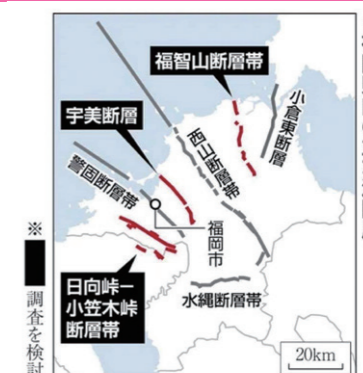 福智山断層帯
小倉東断層
宇美断層
西山断層帯
警固断層帯
福岡市
日向峠ー
小笠木峠
断層帯
水縄断層帯
20km
※
調査を検討